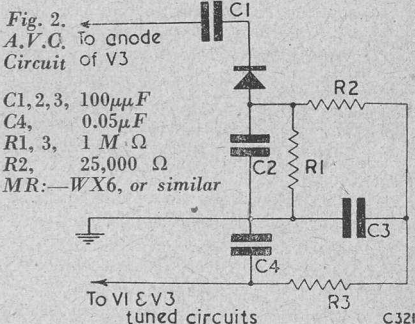 Fig. 2.
A.V.C.
Circuit
To anode
of V3
C1
C1,2,3, 100μμF
C4, 0.05μF
R1, 3, 1 M Ω
R2, 25,000 Ω
MR:—WX6, or similar
R2
C2
R1
C3
C4
R3
To V1 & V3
tuned circuits
C321